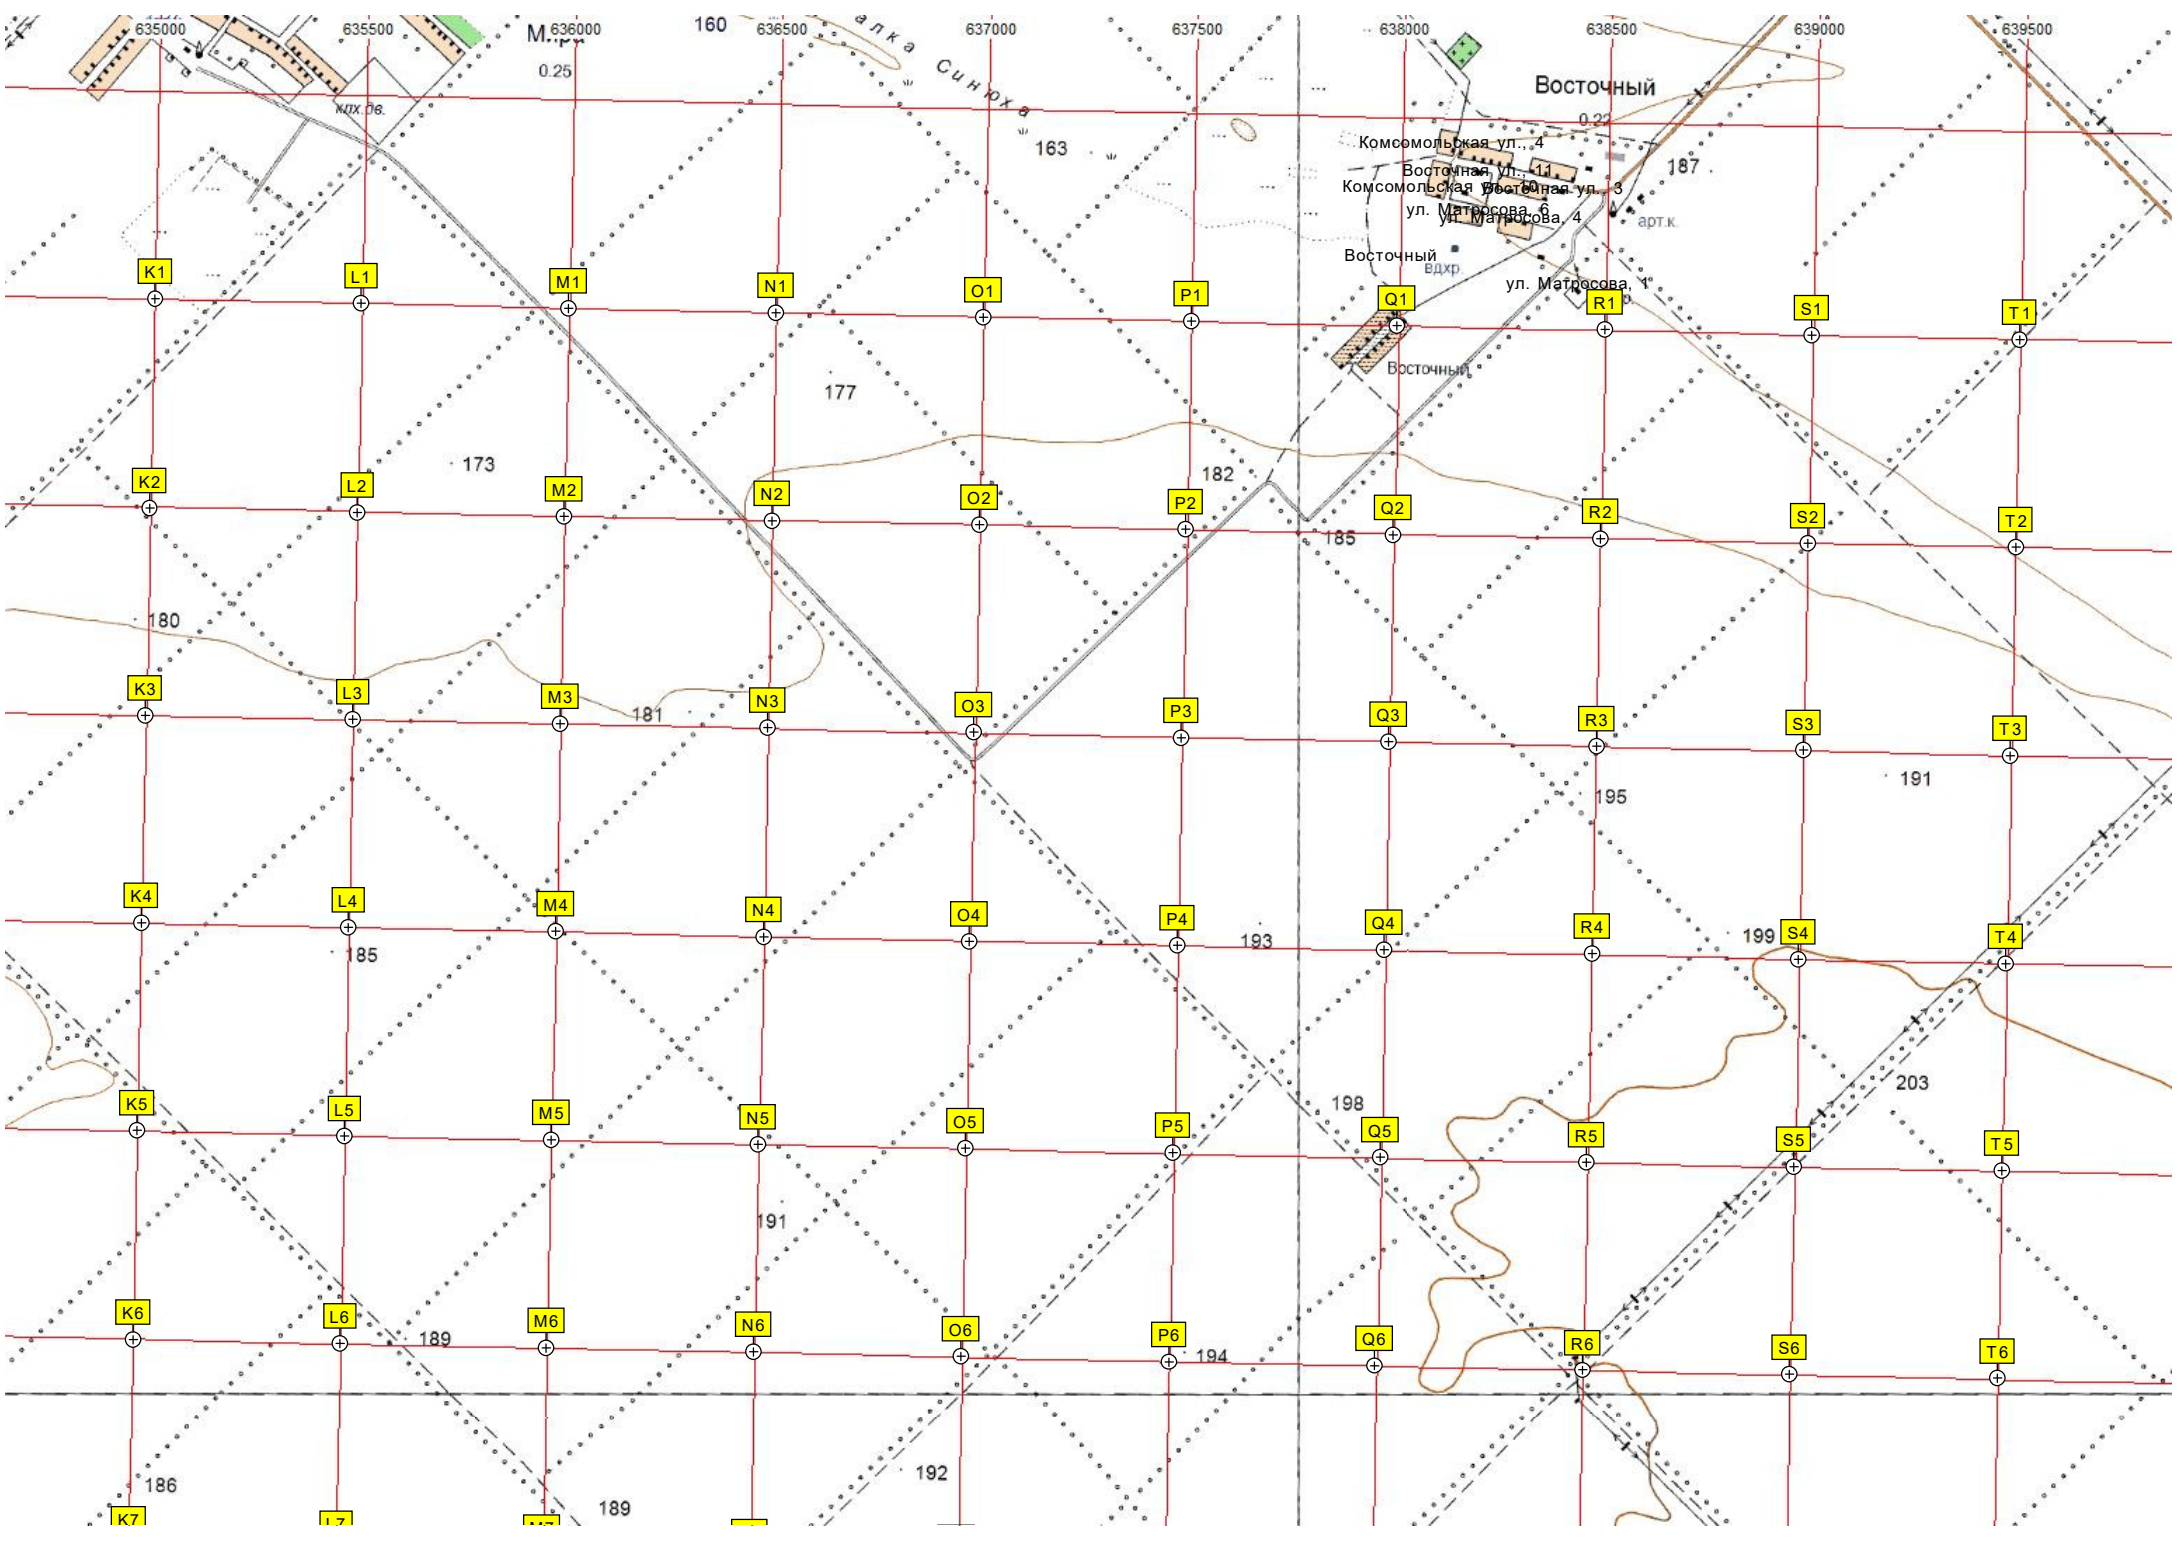 160
алка
635000 635500 636000 636500 637000 637500 638000 638500 639000 639500
0.25
Синюха
Восточный
клх.дв.
0.22
163
Комсомольская ул., 4
187
Восточная ул., 11
Комсомольская ул.
Восточная ул., 3
ул. Матросова, 6
ул. Матросова, 4
арт.к.
Восточный
вдхр.
ул. Матросова, 1
K1 L1 M1 N1 O1 P1 Q1 R1 S1 T1
Восточный
177
173
182
K2 L2 M2 N2 O2 P2 Q2 R2 S2 T2
185
180
K3 L3 M3 N3 O3 P3 Q3 R3 S3 T3
181
191
195
K4 L4 M4 N4 O4 P4 Q4 R4 S4 T4
193
199
185
203
198
K5 L5 M5 N5 O5 P5 Q5 R5 S5 T5
191
K6 L6 M6 N6 O6 P6 Q6 R6 S6 T6
189
194
192
186
189
K7 L7 M7